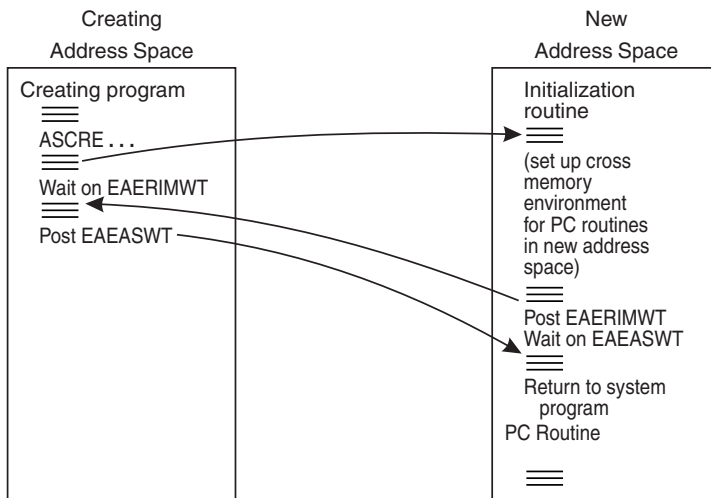 Creating
Address Space
Creating program
ASCRE . . .
Wait on EAERIMWT
Post EAEASWT
New
Address Space
Initialization
routine
(set up cross
memory
environment
for PC routines
in new address
space)
Post EAERIMWT
Wait on EAEASWT
Return to system
program
PC Routine